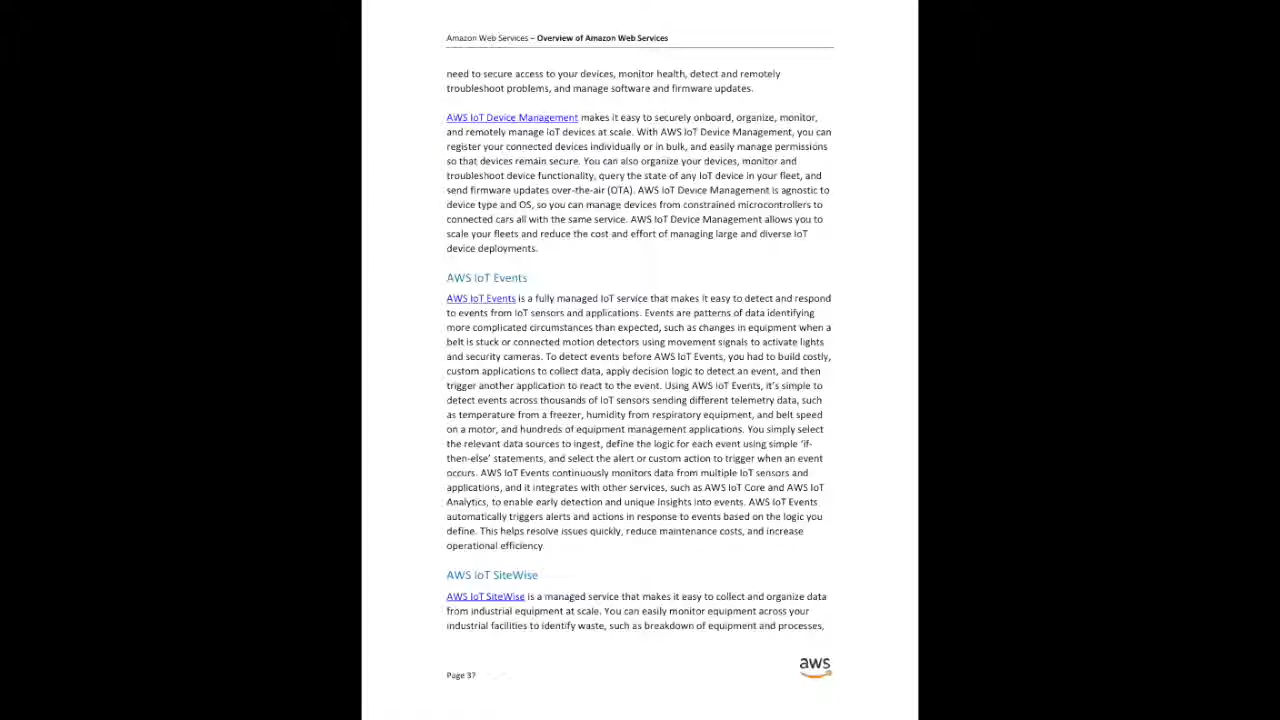 Amazon Web Services – Overview of Amazon Web Services
need to secure access to your devices, monitor health, detect and remotely
troubleshoot problems, and manage software and firmware updates.
AWS IoT Device Management makes it easy to securely onboard, organize, monitor,
and remotely manage IoT devices at scale. With AWS IoT Device Management, you can
register your connected devices individually or in bulk, and easily manage permissions
so that devices remain secure. You can also organize your devices, monitor and
troubleshoot device functionality, query the state of any IoT device in your fleet, and
send firmware updates over-the-air (OTA). AWS IoT Device Management is agnostic to
device type and OS, so you can manage devices from constrained microcontrollers to
connected cars all with the same service. AWS IoT Device Management allows you to
scale your fleets and reduce the cost and effort of managing large and diverse IoT
device deployments.
AWS IoT Events
AWS IoT Events is a fully managed IoT service that makes it easy to detect and respond
to events from IoT sensors and applications. Events are patterns of data identifying
more complicated circumstances than expected, such as changes in equipment when a
belt is stuck or connected motion detectors using movement signals to activate lights
and security cameras. To detect events before AWS IoT Events, you had to build costly,
custom applications to collect data, apply decision logic to detect an event, and then
trigger another application to react to the event. Using AWS IoT Events, it's simple to
detect events across thousands of IoT sensors sending different telemetry data, such
as temperature from a freezer, humidity from respiratory equipment, and belt speed
on a motor, and hundreds of equipment management applications. You simply select
the relevant data sources to ingest, define the logic for each event using simple ‘if-
then-else’ statements, and select the alert or custom action to trigger when an event
occurs. AWS IoT Events continuously monitors data from multiple IoT sensors and
applications, and it integrates with other services, such as AWS IoT Core and AWS IoT
Analytics, to enable early detection and unique insights into events. AWS IoT Events
automatically triggers alerts and actions in response to events based on the logic you
define. This helps resolve issues quickly, reduce maintenance costs, and increase
operational efficiency.
AWS IoT SiteWise
AWS IoT SiteWise is a managed service that makes it easy to collect and organize data
from industrial equipment at scale. You can easily monitor equipment across your
industrial facilities to identify waste, such as breakdown of equipment and processes,
aws
Page 37